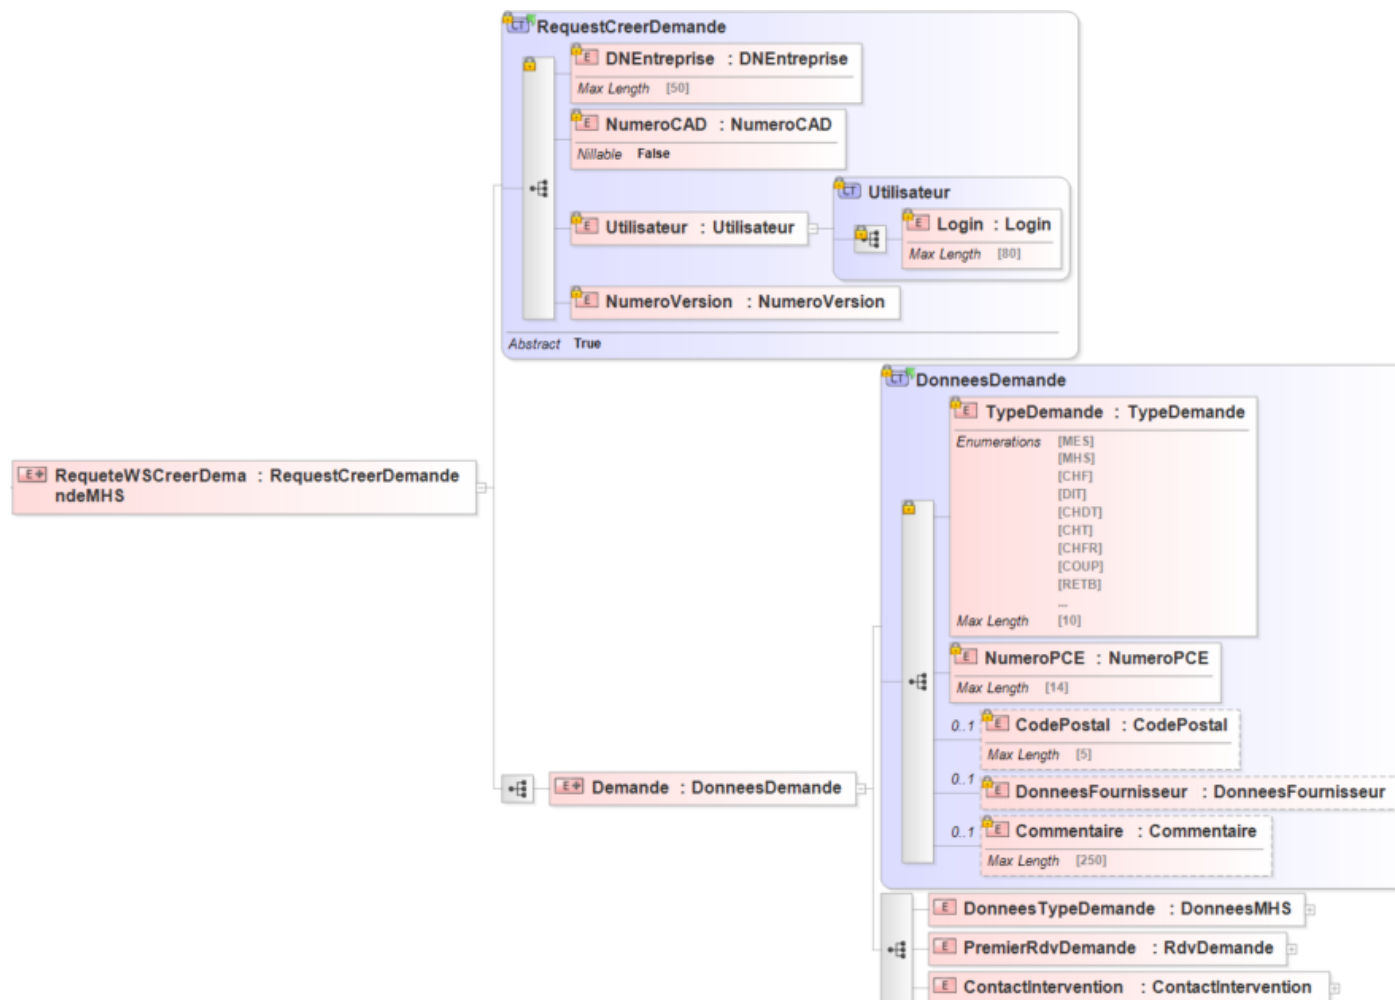 CT RequestCreerDemande
E DNEntreprise : DNEntreprise
Max Length [50]
E NumeroCAD : NumeroCAD
Nillable False
CT Utilisateur
E Utilisateur : Utilisateur
E Login : Login
Max Length [80]
E NumeroVersion : NumeroVersion
Abstract True
CT DonneesDemande
E TypeDemande : TypeDemande
Enumerations [MES]
[MHS]
[CHF]
[DIT]
[CHDT]
[CHT]
[CHFR]
[COUP]
[RETB]
...
Max Length [10]
E RequeteWSCreerDema : RequestCreerDemande
ndeMHS
E NumeroPCE : NumeroPCE
Max Length [14]
0..1 E CodePostal : CodePostal
Max Length [5]
E Demande : DonneesDemande
0..1 E DonneesFournisseur : DonneesFournisseur
0..1 E Commentaire : Commentaire
Max Length [250]
E DonneesTypeDemande : DonneesMHS
E PremierRdvDemande : RdvDemande
E ContactIntervention : ContactIntervention